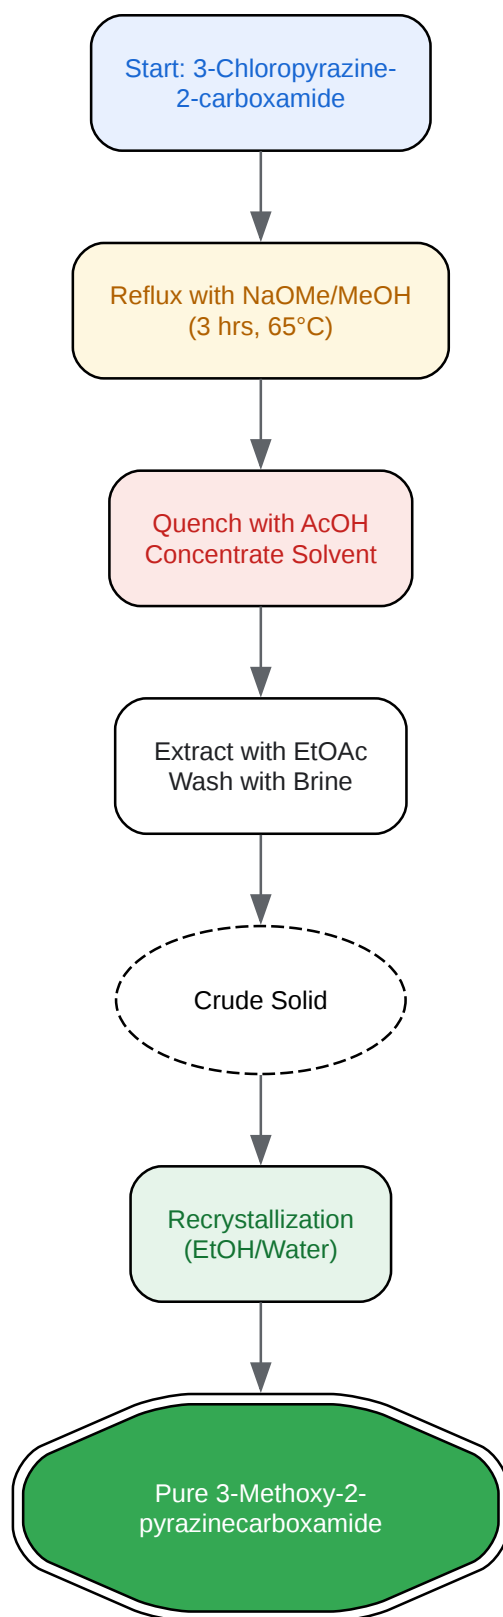 Start: 3-Chloropyrazine-
2-carboxamide
Reflux with NaOMe/MeOH
(3 hrs, 65°C)
Quench with AcOH
Concentrate Solvent
Extract with EtOAc
Wash with Brine
Crude Solid
Recrystallization
(EtOH/Water)
Pure 3-Methoxy-2-
pyrazinecarboxamide